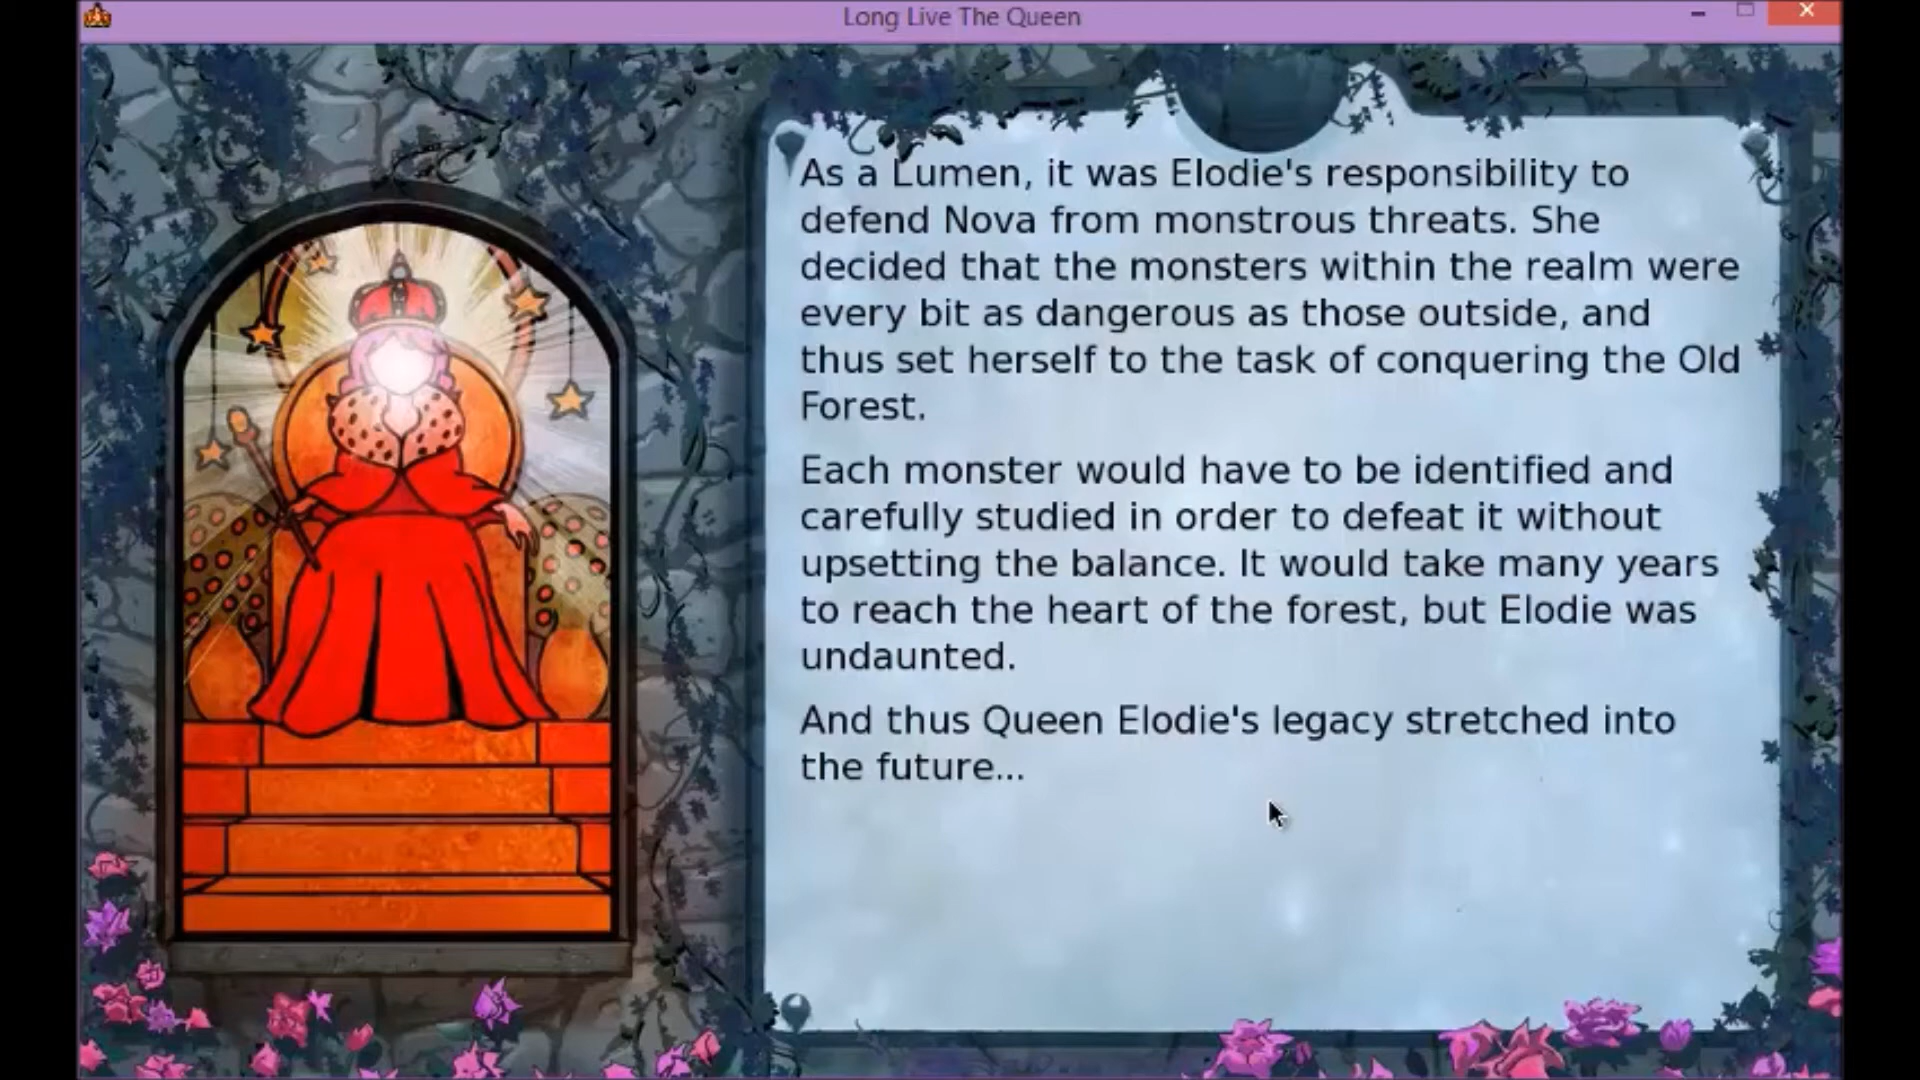 Long Live The Queen
As a Lumen, it was Elodie's responsibility to
defend Nova from monstrous threats. She
decided that the monsters within the realm were
every bit as dangerous as those outside, and
thus set herself to the task of conquering the Old
Forest.
Each monster would have to be identified and
carefully studied in order to defeat it without
upsetting the balance. It would take many years
to reach the heart of the forest, but Elodie was
undaunted.
And thus Queen Elodie's legacy stretched into
the future...